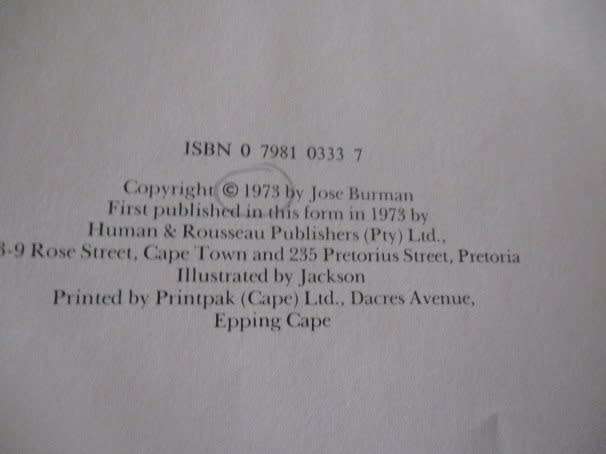 ISBN 0 7981 0333 7
Copyright © 1973 by Jose Burman
First published in this form in 1973 by
Human & Rousseau Publishers (Pty) Ltd.,
3-9 Rose Street, Cape Town and 235 Pretorius Street, Pretoria
Illustrated by Jackson
Printed by Printpak (Cape) Ltd., Dacres Avenue,
Epping Cape